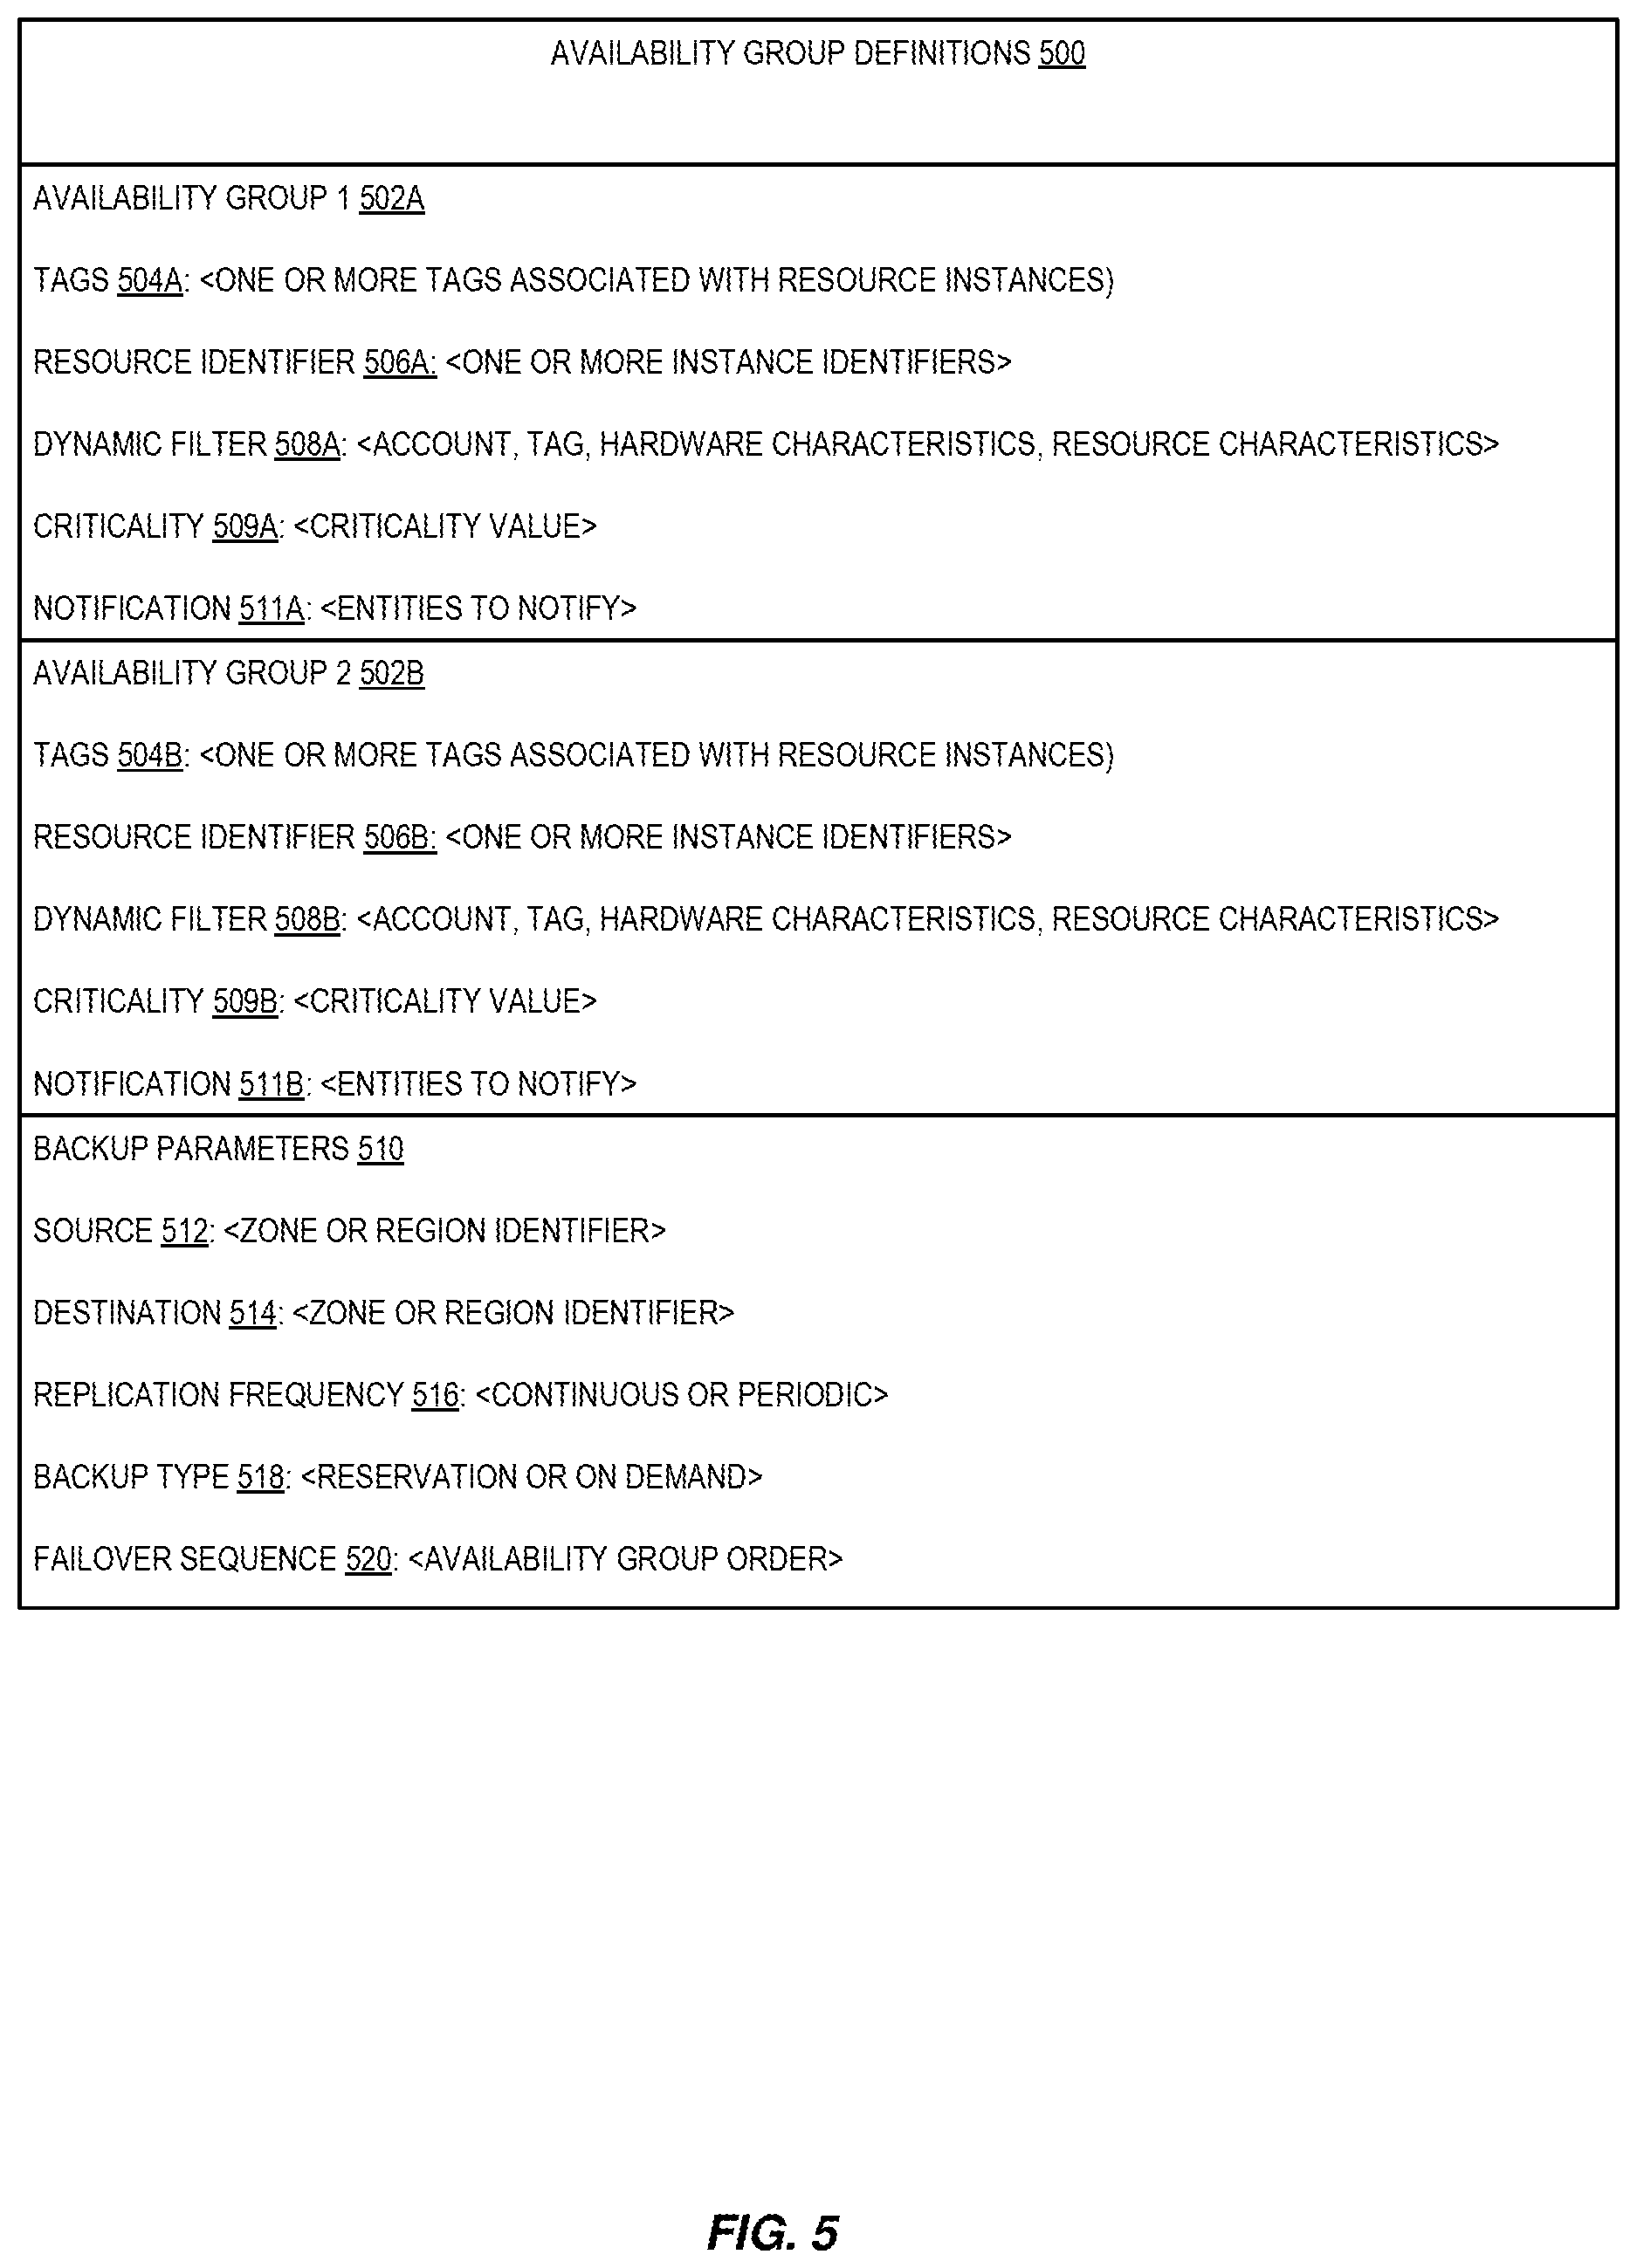 AVAILABILITY GROUP DEFINITIONS 500
AVAILABILITY GROUP 1 502A
TAGS 504A: <ONE OR MORE TAGS ASSOCIATED WITH RESOURCE INSTANCES)
RESOURCE IDENTIFIER 506A: <ONE OR MORE INSTANCE IDENTIFIERS>
DYNAMIC FILTER 508A: <ACCOUNT, TAG, HARDWARE CHARACTERISTICS, RESOURCE CHARACTERISTICS>
CRITICALITY 509A: <CRITICALITY VALUE>
NOTIFICATION 511A: <ENTITIES TO NOTIFY>
AVAILABILITY GROUP 2 502B
TAGS 504B: <ONE OR MORE TAGS ASSOCIATED WITH RESOURCE INSTANCES)
RESOURCE IDENTIFIER 506B: <ONE OR MORE INSTANCE IDENTIFIERS>
DYNAMIC FILTER 508B: <ACCOUNT, TAG, HARDWARE CHARACTERISTICS, RESOURCE CHARACTERISTICS>
CRITICALITY 509B: <CRITICALITY VALUE>
NOTIFICATION 511B: <ENTITIES TO NOTIFY>
BACKUP PARAMETERS 510
SOURCE 512: <ZONE OR REGION IDENTIFIER>
DESTINATION 514: <ZONE OR REGION IDENTIFIER>
REPLICATION FREQUENCY 516: <CONTINUOUS OR PERIODIC>
BACKUP TYPE 518: <RESERVATION OR ON DEMAND>
FAILOVER SEQUENCE 520: <AVAILABILITY GROUP ORDER>
FIG. 5